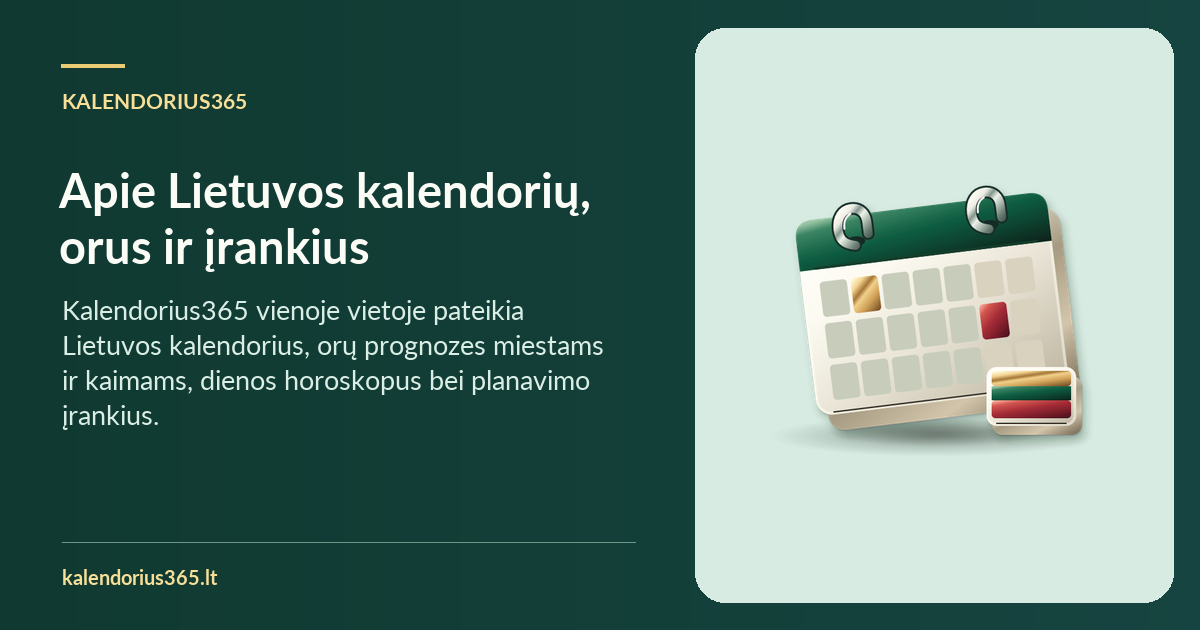 KALENDORIUS365
Apie Lietuvos kalendorių,
orus ir įrankius
Kalendorius365 vienoje vietoje pateikia
Lietuvos kalendorius, orų prognozes miestams
ir kaimams, dienos horoskopus bei planavimo
įrankius.
kalendorius365.lt